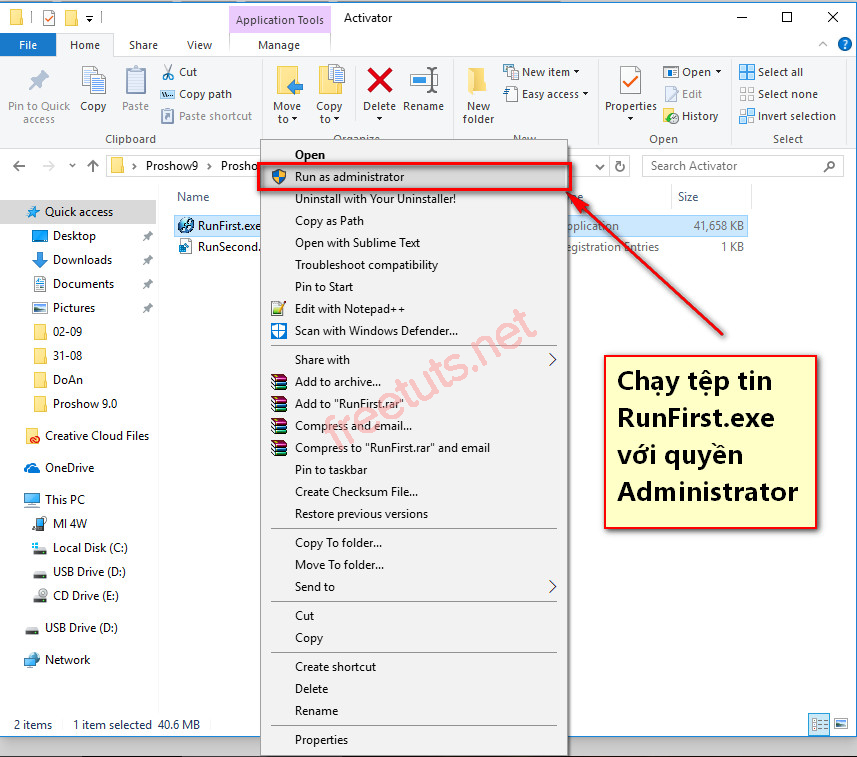 Application Tools
Activator
File
Home
Share
View
Manage
Pin to Quick
access
Copy
Paste
Cut
Copy path
Paste shortcut
Clipboard
Move
to
Copy
to
Delete
Rename
Organize
New
folder
New item
Easy access
New
Properties
Open
Edit
History
Open
Select all
Select none
Invert selection
Select
Proshow9
Search Activator
Name
Size
Quick access
Desktop
Downloads
Documents
Pictures
02-09
31-08
DoAn
Proshow 9.0
Creative Cloud Files
OneDrive
This PC
MI 4W
Local Disk (C:)
USB Drive (D:)
CD Drive (E:)
USB Drive (D:)
Network
RunFirst.exe
41,658 KB
RunSecond.
Entries
1 KB
Open
Run as administrator
Uninstall with Your Uninstaller!
Copy as Path
Open with Sublime Text
Troubleshoot compatibility
Pin to Start
Edit with Notepad++
Scan with Windows Defender...
Share with
Add to archive...
Add to "RunFirst.rar"
Compress and email...
Compress to "RunFirst.rar" and email
Pin to taskbar
Create Checksum File...
Restore previous versions
Copy To folder...
Move To folder...
Send to
Cut
Copy
Create shortcut
Delete
Rename
Properties
freetuts.net
Chạy tệp tin
RunFirst.exe
với quyền
Administrator
2 items
1 item selected 40.6 MB